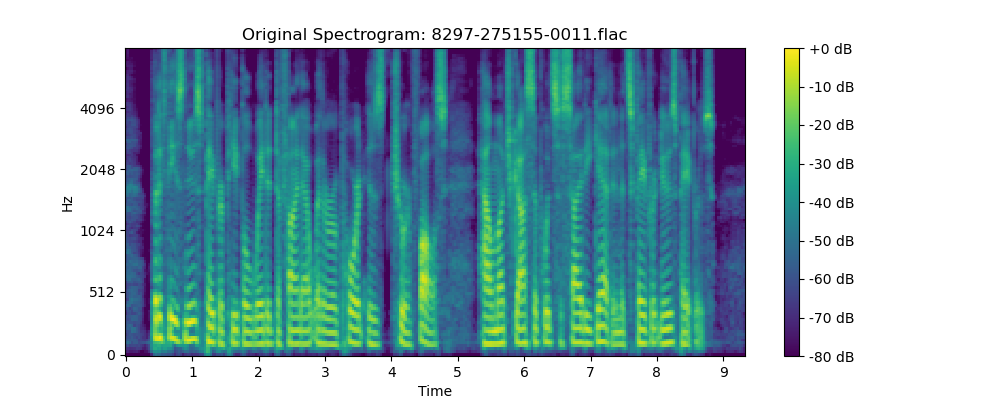 Original Spectrogram: 8297-275155-0011.flac
Hz
4096
2048
1024
512
0
0 1 2 3 4 5 6 7 8 9
Time
+0 dB
-10 dB
-20 dB
-30 dB
-40 dB
-50 dB
-60 dB
-70 dB
-80 dB